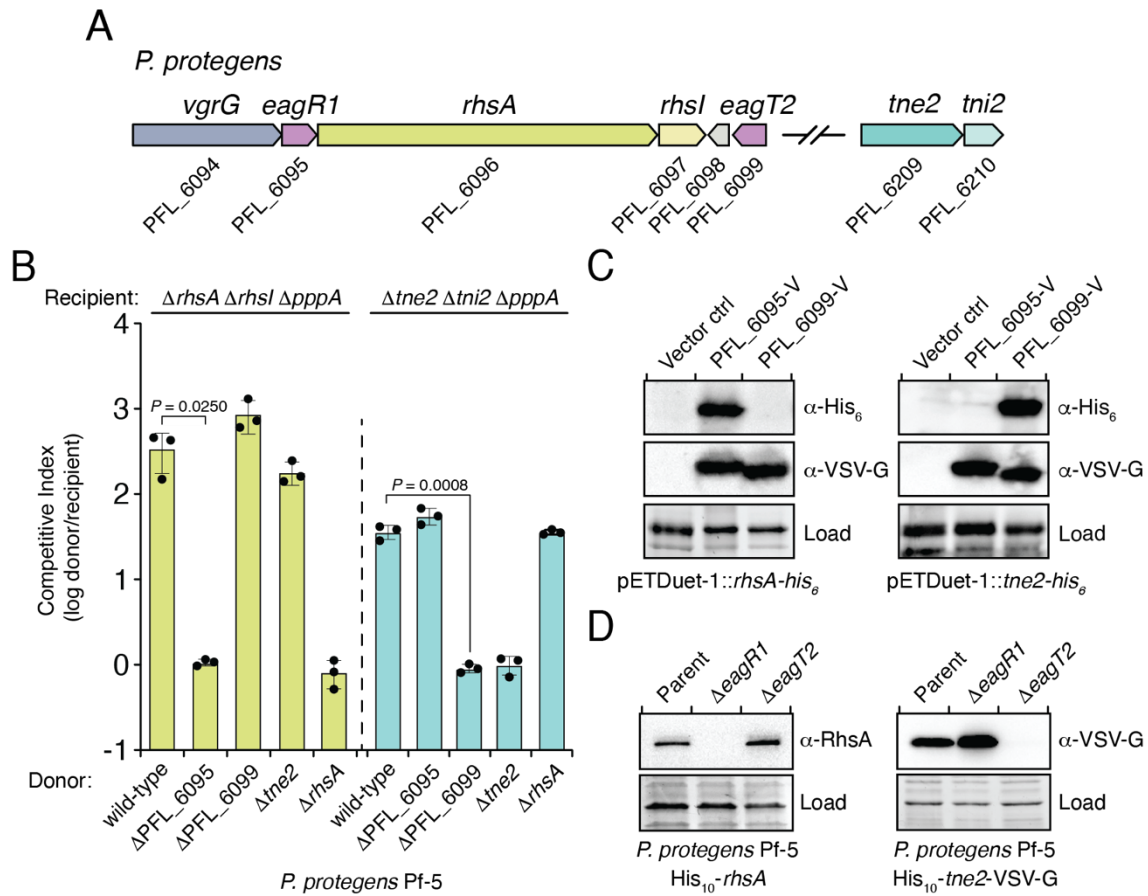 A
P. protegens
vgrG eagR1 rhsA rhsI eagT2 tne2 tni2
PFL_6094 PFL_6095 PFL_6096 PFL_6097 PFL_6098 PFL_6099 PFL_6209 PFL_6210
B
Recipient: ΔrhsA ΔrhsI ΔpppA Δtne2 Δtni2 ΔpppA
Competitive Index
(log donor/recipient)
4
3
2
1
0
-1
P = 0.0250
P = 0.0008
Donor: wild-type ΔPFL_6095 ΔPFL_6099 Δtne2 ΔrhsA wild-type ΔPFL_6095 ΔPFL_6099 Δtne2 ΔrhsA
P. protegens Pf-5
C
Vector ctrl PFL_6095-V PFL_6099-V
α-His6
α-VSV-G
Load
pETDuet-1::rhsA-his6
Vector ctrl PFL_6095-V PFL_6099-V
α-His6
α-VSV-G
Load
pETDuet-1::tne2-his6
D
Parent ΔeagR1 ΔeagT2
α-RhsA
Load
P. protegens Pf-5
His10-rhsA
Parent ΔeagR1 ΔeagT2
α-VSV-G
Load
P. protegens Pf-5
His10-tne2-VSV-G